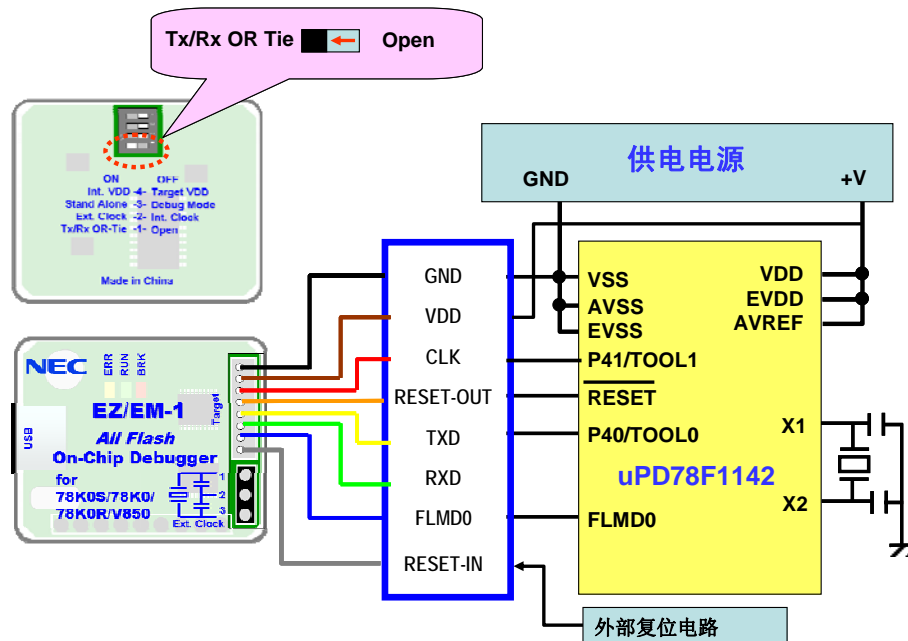 Tx/Rx OR Tie Open
ON OFF
Int. VDD -4- Target VDD
Stand Alone -3- Debug Mode
Ext. Clock -2- Int. Clock
Tx/Rx OR-Tie -1- Open
Made in China
供电电源
GND +V
GND
VDD
CLK
RESET-OUT
TXD
RXD
FLMD0
RESET-IN
VSS
AVSS
EVSS
P41/TOOL1
RESET
P40/TOOL0
FLMD0
VDD
EVDD
AVREF
X1
X2
uPD78F1142
NEC
ERR
RUN
BRK
USB
Target
EZ/EM-1
All Flash
On-Chip Debugger
for
78K0S/78K0/
78K0R/V850
1
2
3
Ext. Clock
外部复位电路